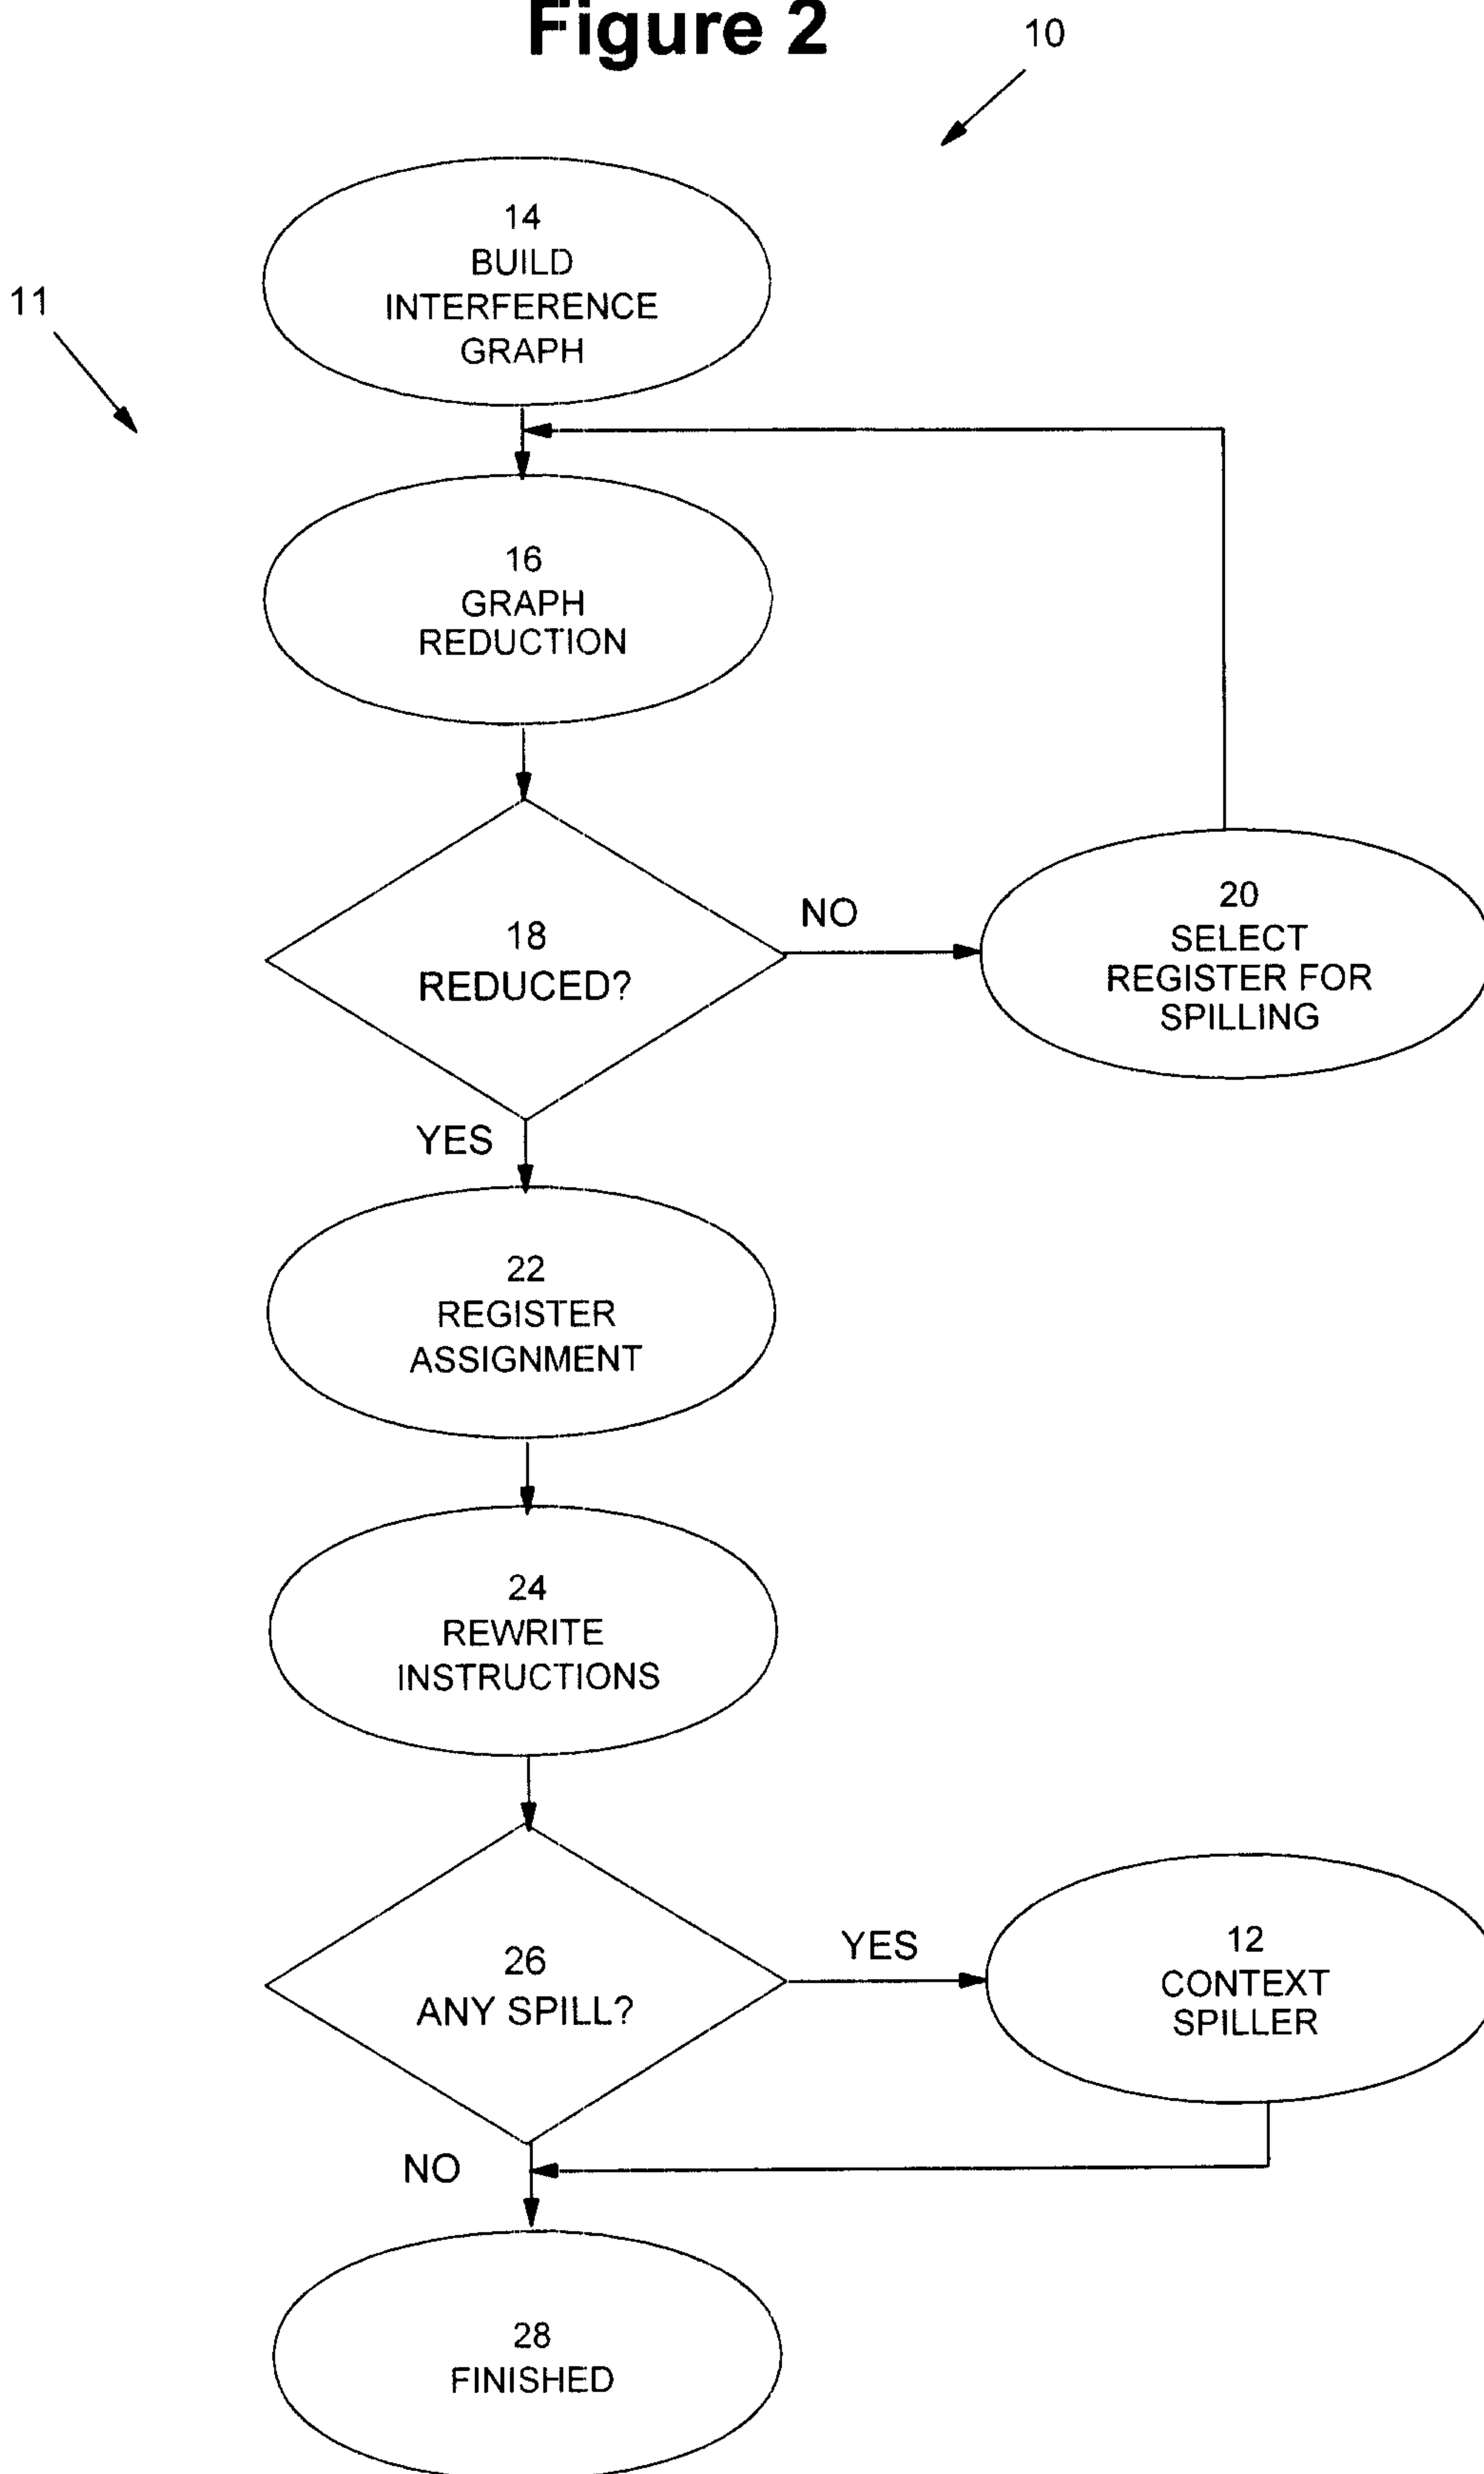 Figure 2
10
14
BUILD
INTERFERENCE
GRAPH
11
16
GRAPH
REDUCTION
18
REDUCED?
NO
20
SELECT
REGISTER FOR
SPILLING
YES
22
REGISTER
ASSIGNMENT
24
REWRITE
INSTRUCTIONS
26
ANY SPILL?
YES
12
CONTEXT
SPILLER
NO
28
FINISHED